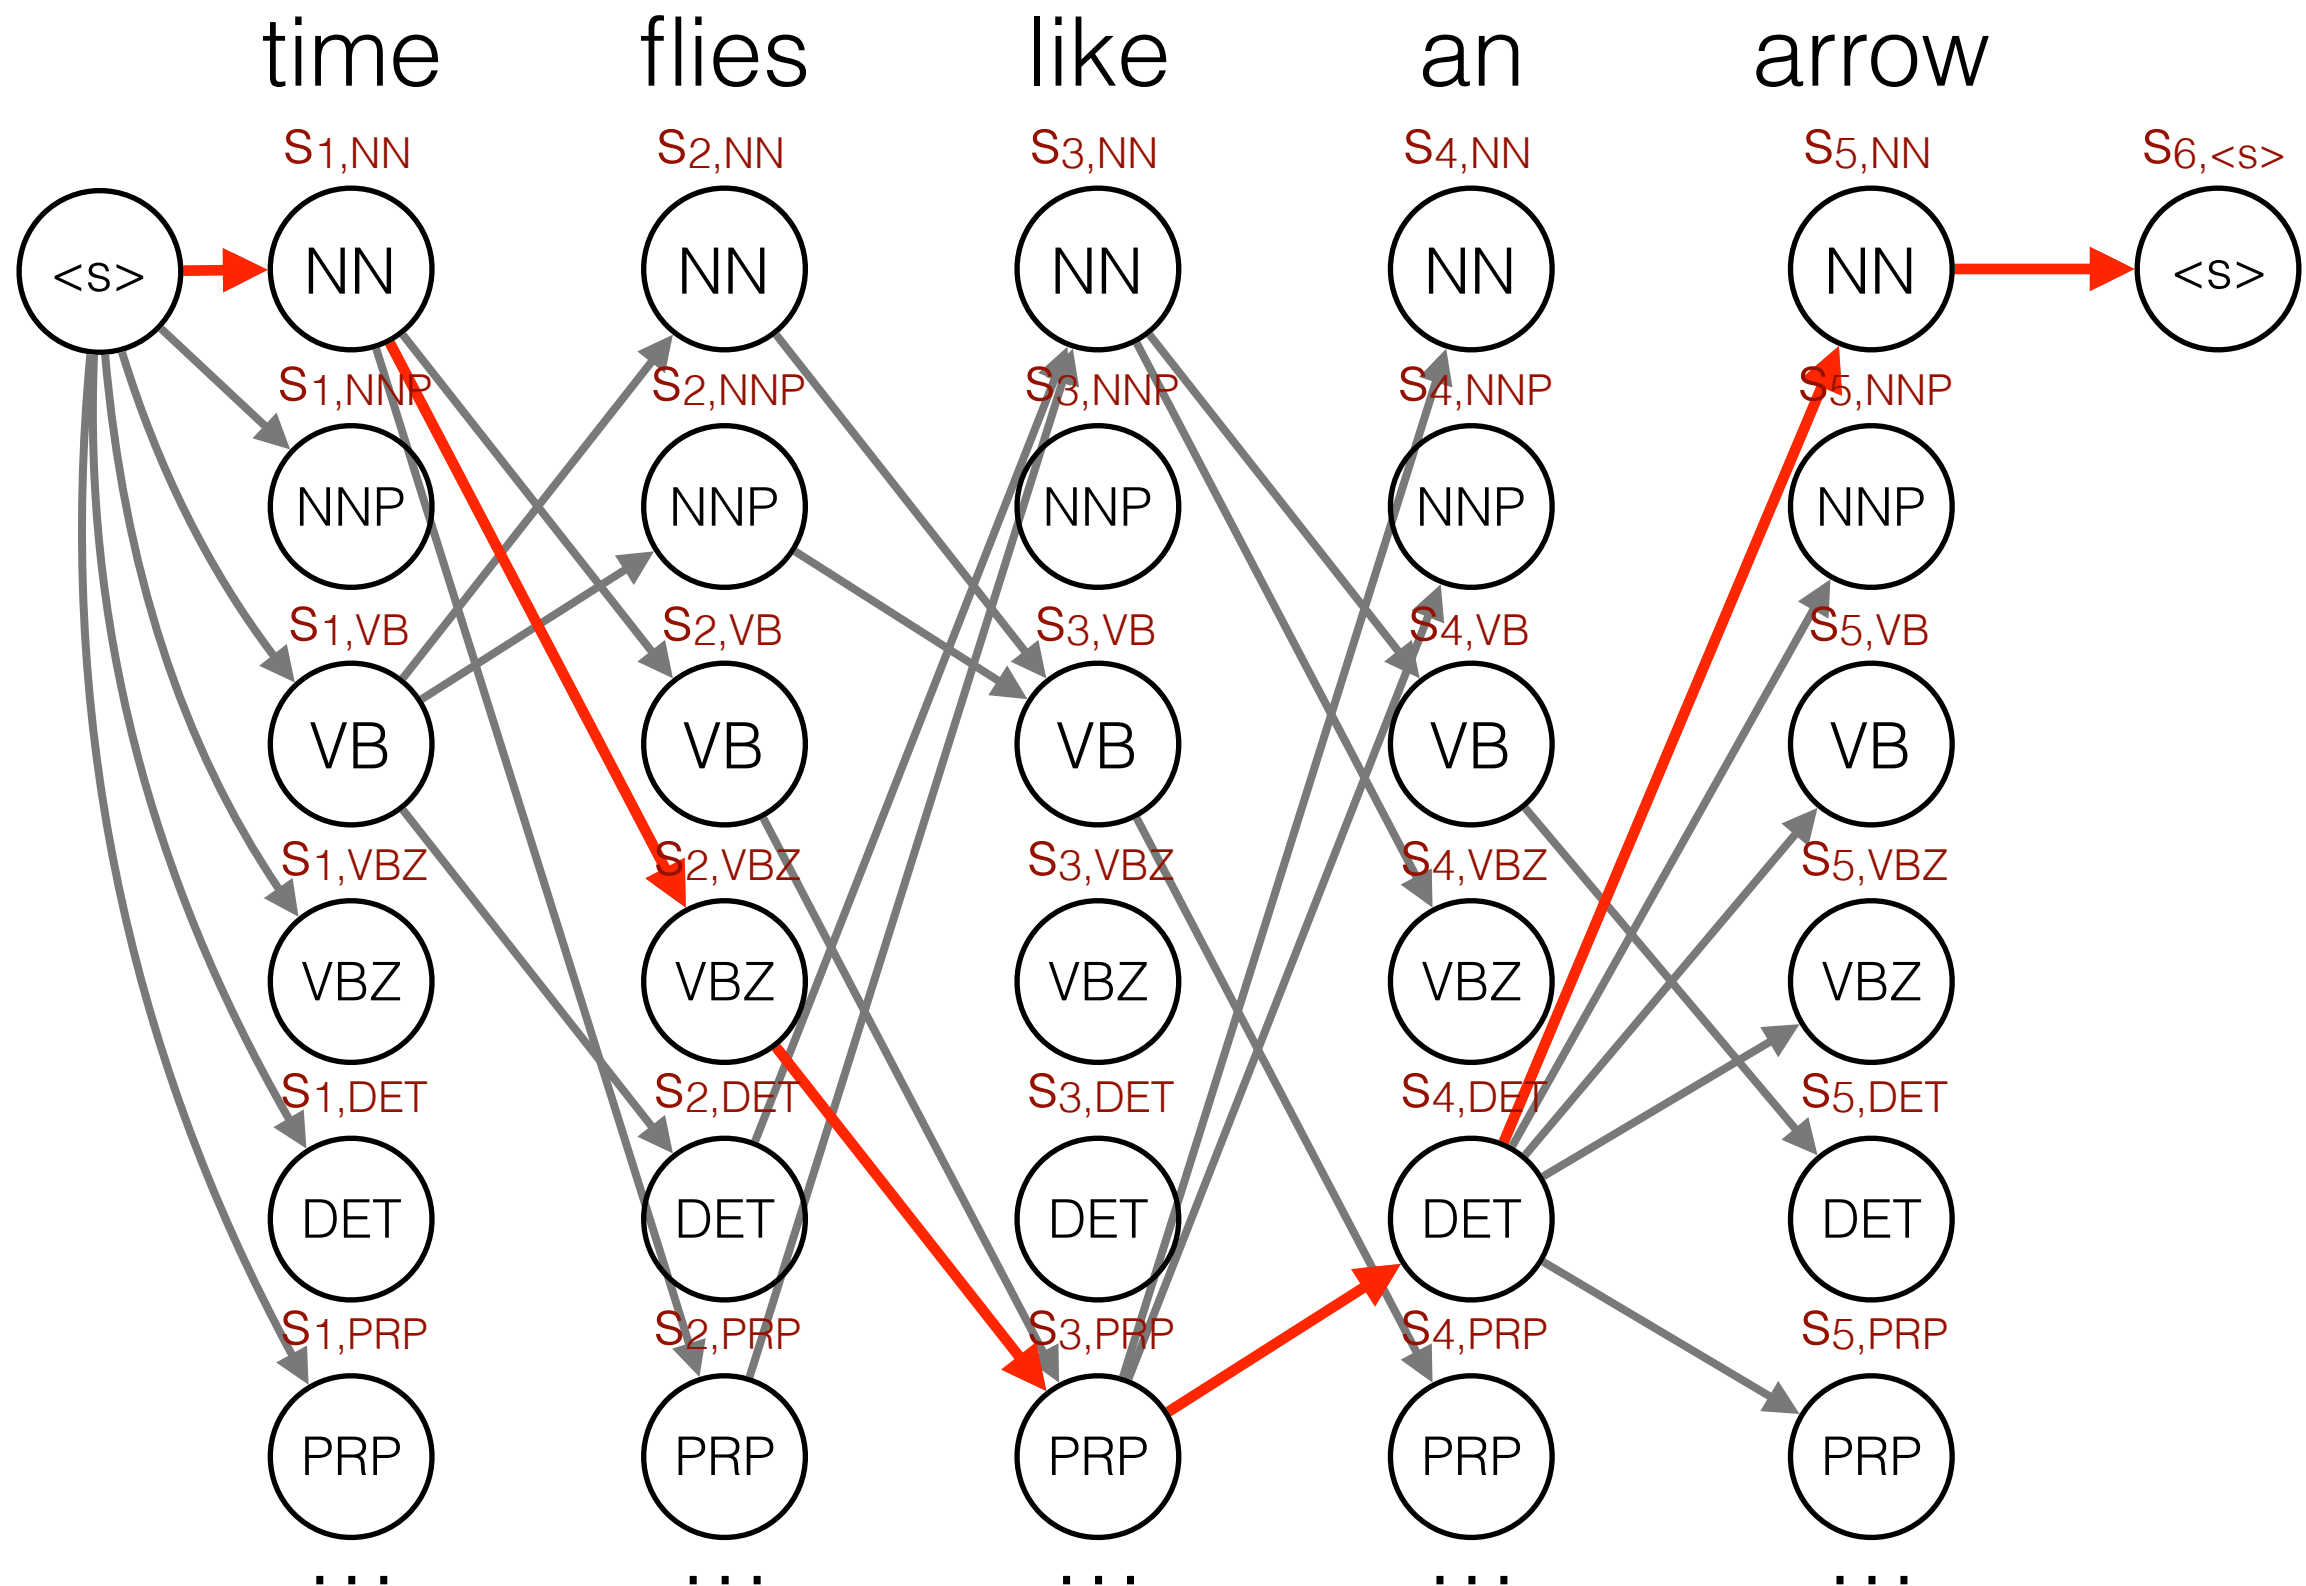 time flies like an arrow
s1,NN s2,NN s3,NN s4,NN s5,NN s6,<s>
<s> NN NN NN NN NN <s>
s1,NNP s2,NNP s3,NNP s4,NNP s5,NNP
NNP NNP NNP NNP NNP
s1,VB s2,VB s3,VB s4,VB s5,VB
VB VB VB VB VB
s1,VBZ s2,VBZ s3,VBZ s4,VBZ s5,VBZ
VBZ VBZ VBZ VBZ VBZ
s1,DET s2,DET s3,DET s4,DET s5,DET
DET DET DET DET DET
s1,PRP s2,PRP s3,PRP s4,PRP s5,PRP
PRP PRP PRP PRP PRP
... ... ... ... ...